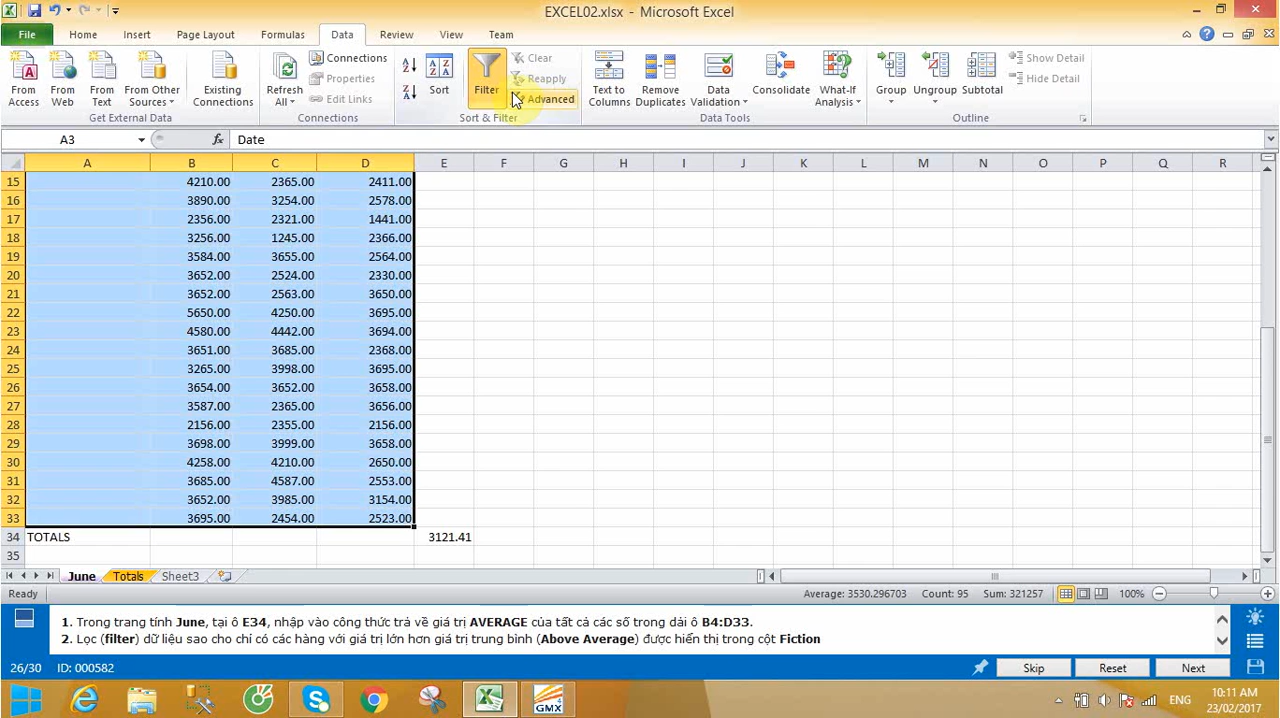 EXCEL02.xlsx - Microsoft Excel
File Home Insert Page Layout Formulas Data Review View Team
From Access
From Web
From Text
From Other Sources
Existing Connections
Get External Data
Refresh All
Connections
Properties
Edit Links
Connections
Sort
Filter
Clear
Reapply
Advanced
Sort & Filter
Text to Columns
Remove Duplicates
Data Validation
Consolidate
What-If Analysis
Data Tools
Group
Ungroup
Subtotal
Show Detail
Hide Detail
Outline
A3 fx Date
A B C D E F G H I J K L M N O P Q R
15 4210.00 2365.00 2411.00
16 3890.00 3254.00 2578.00
17 2356.00 2321.00 1441.00
18 3256.00 1245.00 2366.00
19 3584.00 3655.00 2564.00
20 3652.00 2524.00 2330.00
21 3652.00 2563.00 3650.00
22 5650.00 4250.00 3695.00
23 4580.00 4442.00 3694.00
24 3651.00 3685.00 2368.00
25 3265.00 3998.00 3695.00
26 3654.00 3652.00 3658.00
27 3587.00 2365.00 3656.00
28 2156.00 2355.00 2156.00
29 3698.00 3999.00 3658.00
30 4258.00 4210.00 2650.00
31 3685.00 4587.00 2553.00
32 3652.00 3985.00 3154.00
33 3695.00 2454.00 2523.00
34 TOTALS 3121.41
35
June Totals Sheet3
Ready Average: 3530.296703 Count: 95 Sum: 321257 100%
1. Trong trang tính June, tại ô E34, nhập vào công thức trả về giá trị AVERAGE của tất cả các số trong dải ô B4:D33.
2. Lọc (filter) dữ liệu sao cho chỉ có các hàng với giá trị lớn hơn giá trị trung bình (Above Average) được hiển thị trong cột Fiction
26/30 ID: 000582 Skip Reset Next
GMX
ENG
10:11 AM
23/02/2017